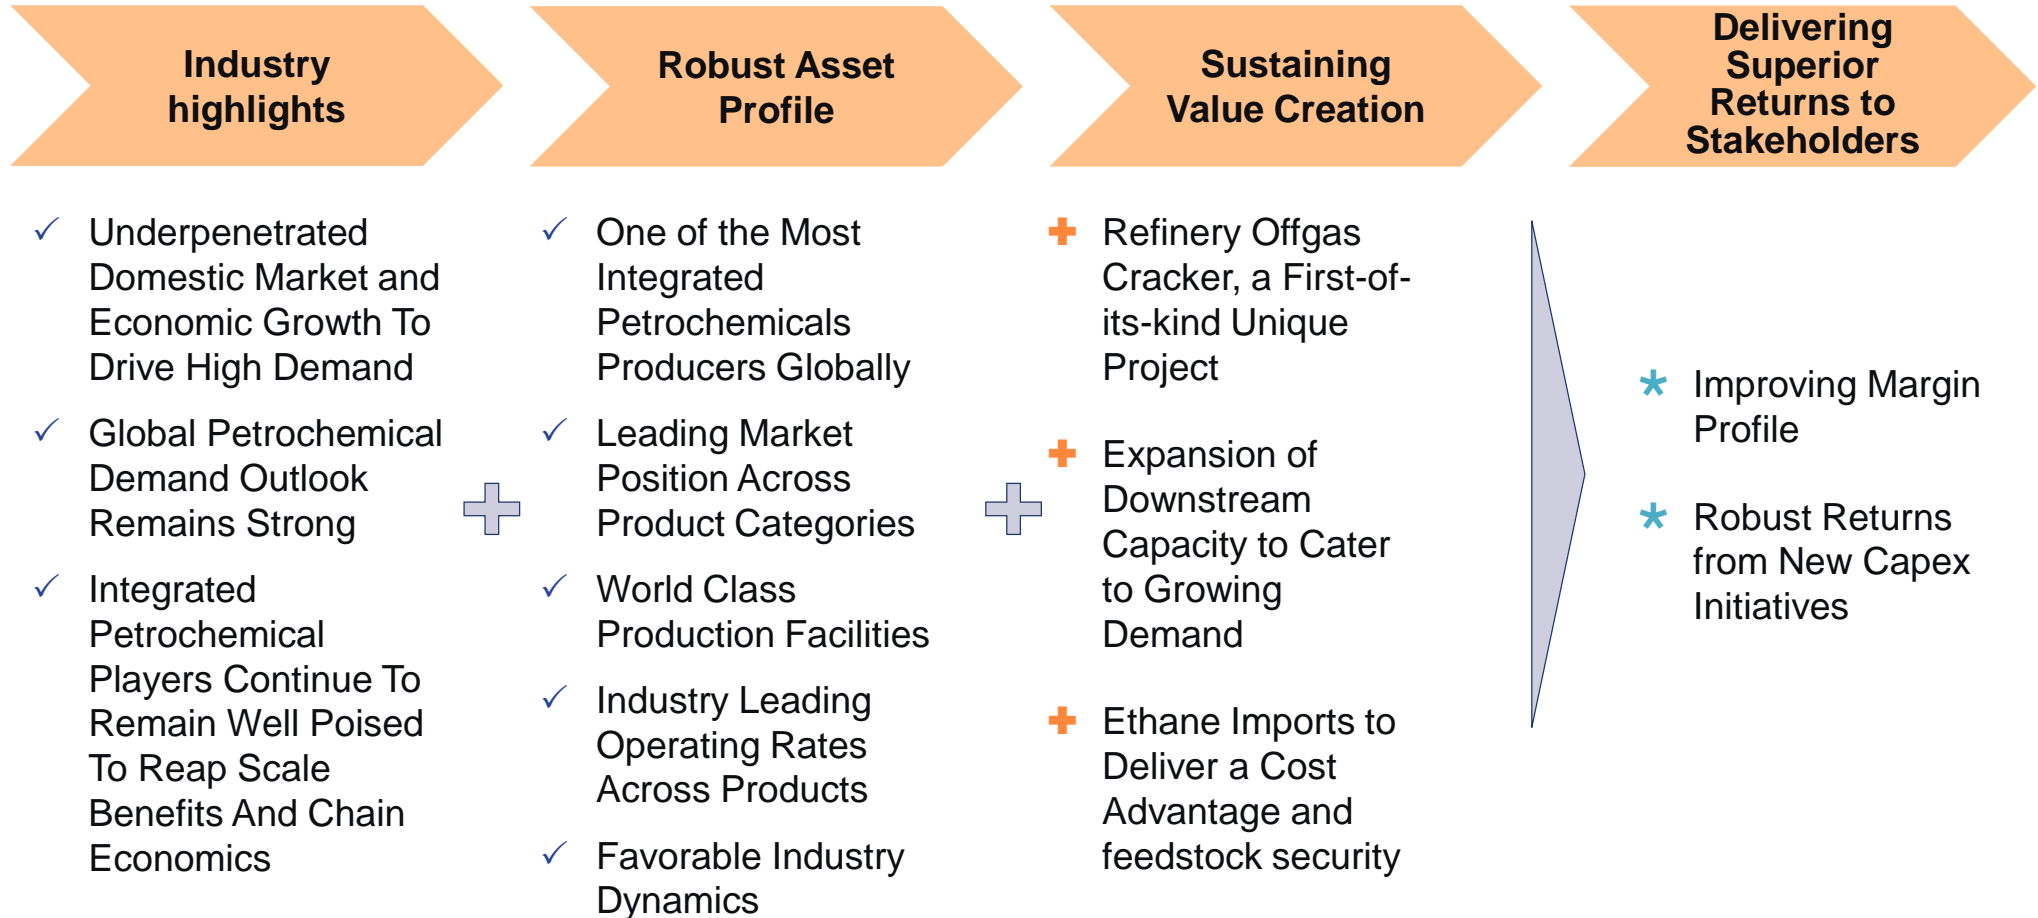 Industry
highlights
Robust Asset
Profile
Sustaining
Value Creation
Delivering
Superior
Returns to
Stakeholders
Underpenetrated
Domestic Market and
Economic Growth To
Drive High Demand
Global Petrochemical
Demand Outlook
Remains Strong
Integrated
Petrochemical
Players Continue To
Remain Well Poised
To Reap Scale
Benefits And Chain
Economics
One of the Most
Integrated
Petrochemicals
Producers Globally
Leading Market
Position Across
Product Categories
World Class
Production Facilities
Industry Leading
Operating Rates
Across Products
Favorable Industry
Dynamics
Refinery Offgas
Cracker, a First-of-
its-kind Unique
Project
Expansion of
Downstream
Capacity to Cater
to Growing
Demand
Ethane Imports to
Deliver a Cost
Advantage and
feedstock security
Improving Margin
Profile
Robust Returns
from New Capex
Initiatives